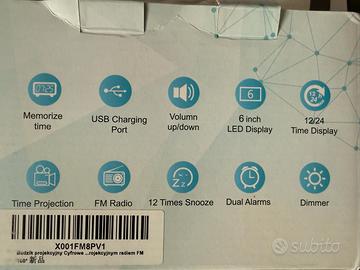 Memorize
time
USB Charging
Port
Volumn
up/down
6
6 inch
LED Display
12
24
12/24
Time Display
Time Projection
FM Radio
12 Times Snooze
Dual Alarms
Dimmer
X001FM8PV1
Budzik projekcyjny Cyfrowe ...rojekcyjnym radiem FM
新品
subito